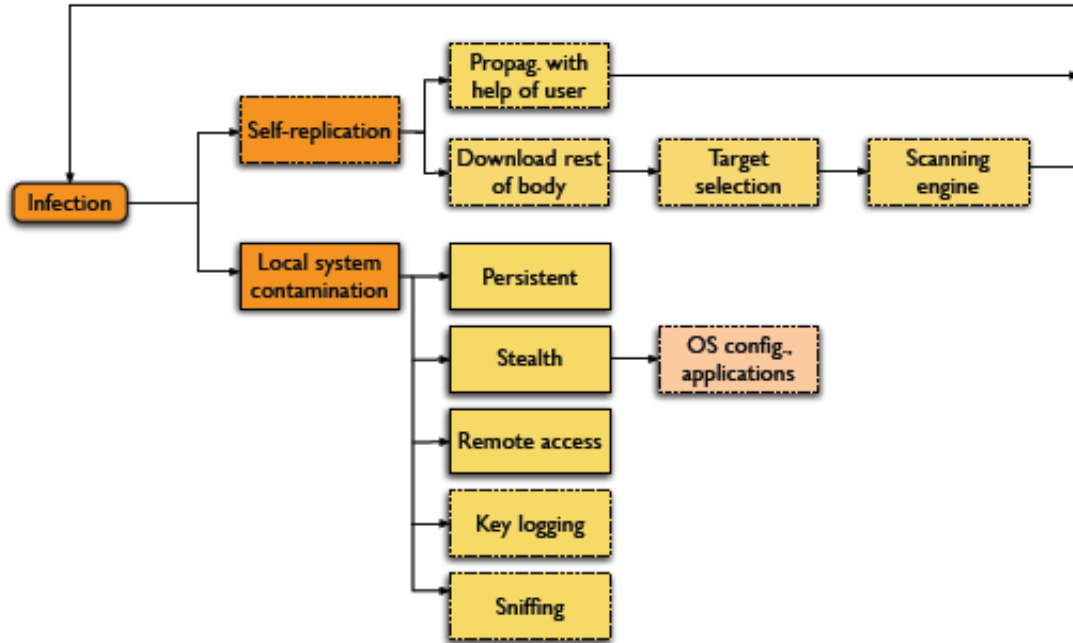 Propag. with
help of user
Self-replication
Download rest
of body
Target
selection
Scanning
engine
Infection
Local system
contamination
Persistent
Stealth
OS config.,
applications
Remote access
Key logging
Sniffing